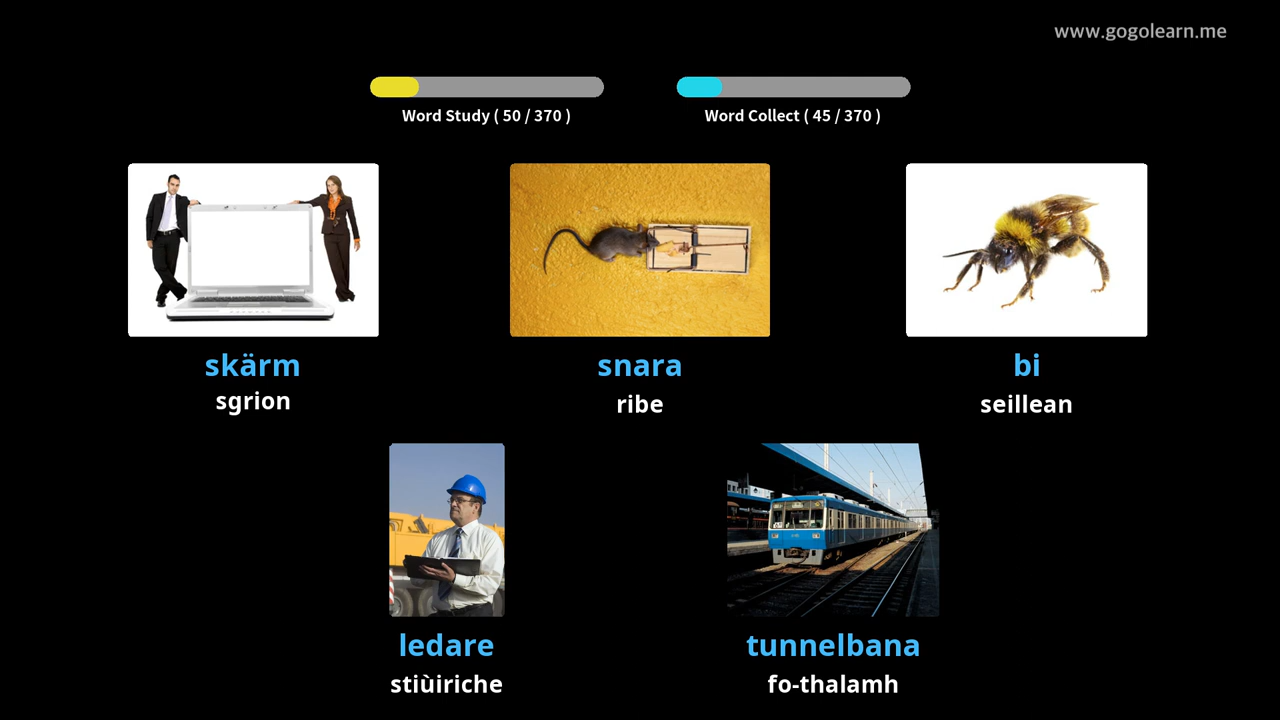 www.gogolearn.me
Word Study ( 50 / 370 )
Word Collect ( 45 / 370 )
skärm
sgrion
snara
ribe
bi
seillean
ledare
stiùiriche
tunnelbana
fo-thalamh